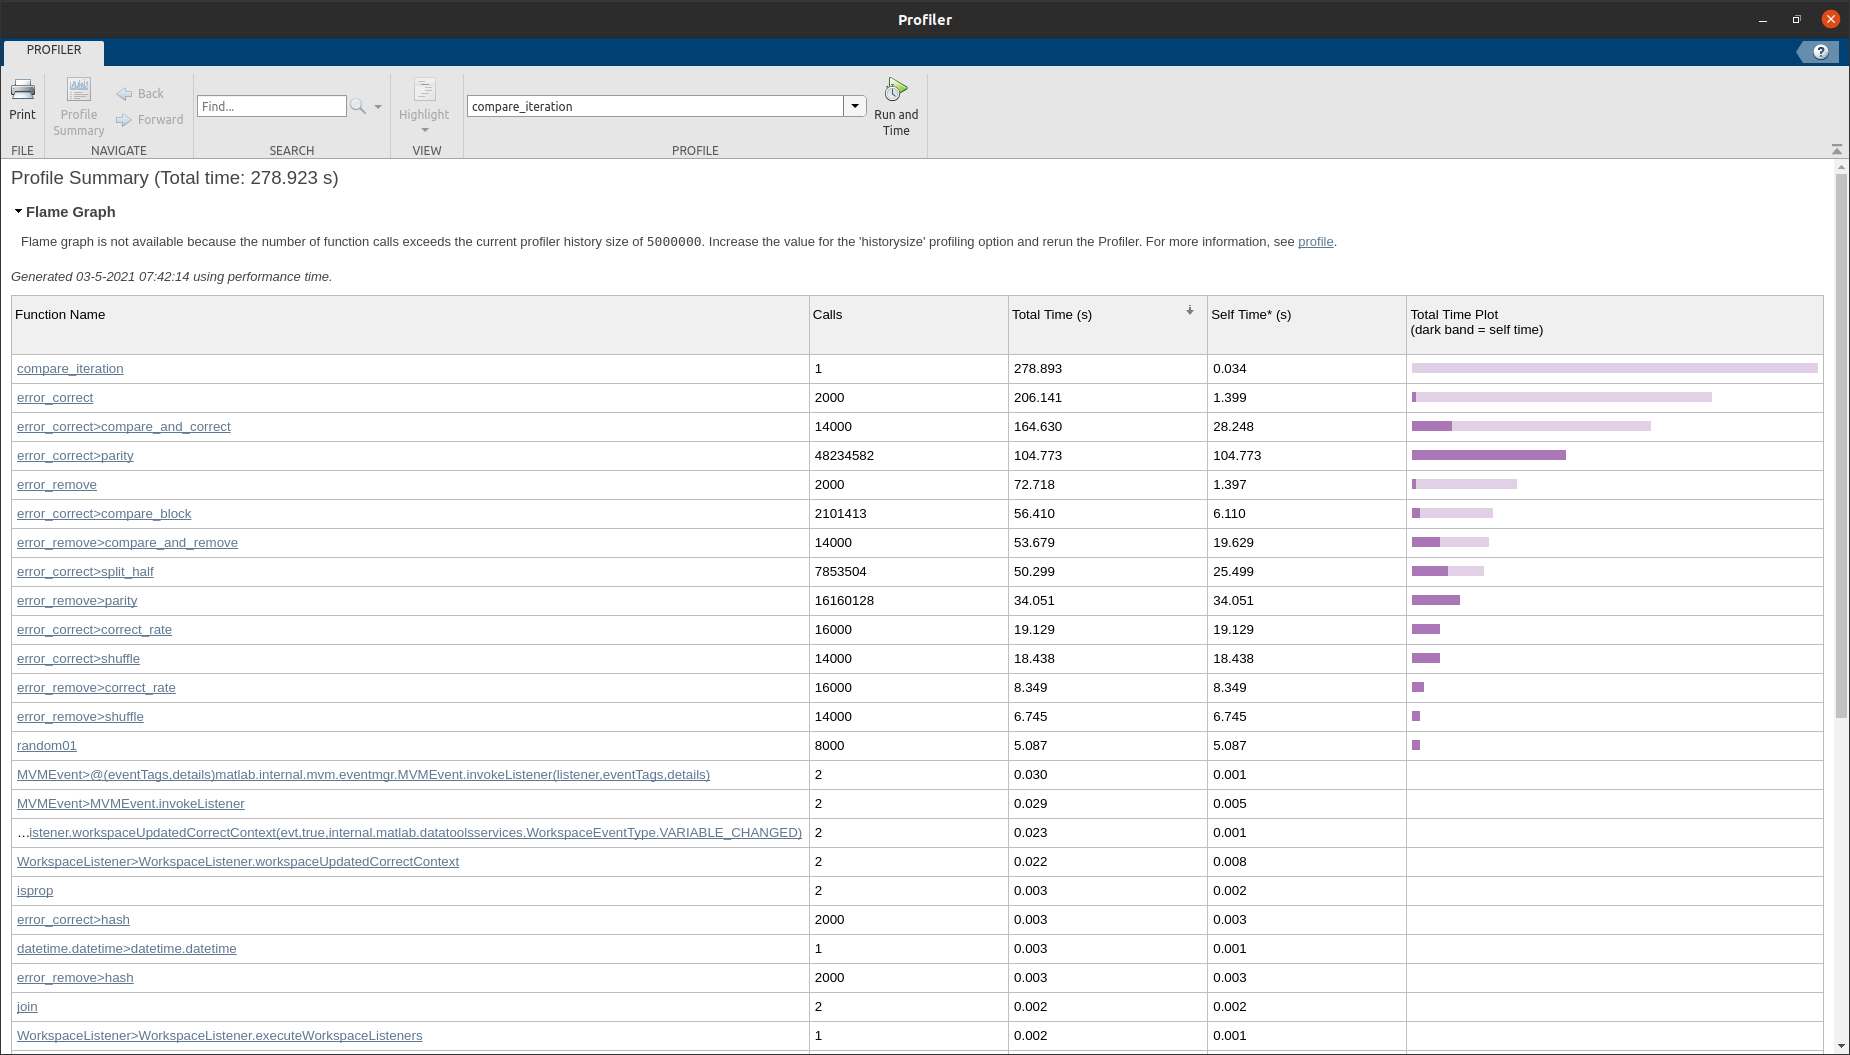 Profiler
PROFILER
Print
Profile
Summary
Back
Forward
Find...
Highlight
compare_iteration
Run and
Time
FILE
NAVIGATE
SEARCH
VIEW
PROFILE
Profile Summary (Total time: 278.923 s)
Flame Graph
Flame graph is not available because the number of function calls exceeds the current profiler history size of 5000000. Increase the value for the 'historysize' profiling option and rerun the Profiler. For more information, see profile.
Generated 03-5-2021 07:42:14 using performance time.
Function Name Calls Total Time (s) Self Time* (s) Total Time Plot
(dark band = self time)
compare_iteration 1 278.893 0.034
error_correct 2000 206.141 1.399
error_correct>compare_and_correct 14000 164.630 28.248
error_correct>parity 48234582 104.773 104.773
error_remove 2000 72.718 1.397
error_correct>compare_block 2101413 56.410 6.110
error_remove>compare_and_remove 14000 53.679 19.629
error_correct>split_half 7853504 50.299 25.499
error_remove>parity 16160128 34.051 34.051
error_correct>correct_rate 16000 19.129 19.129
error_correct>shuffle 14000 18.438 18.438
error_remove>correct_rate 16000 8.349 8.349
error_remove>shuffle 14000 6.745 6.745
random01 8000 5.087 5.087
MVMEvent>@(eventTags,details)matlab.internal.mvm.eventmgr.MVMEvent.invokeListener(listener,eventTags,details) 2 0.030 0.001
MVMEvent>MVMEvent.invokeListener 2 0.029 0.005
...istener.workspaceUpdatedCorrectContext(evt,true,internal.matlab.datatoolsservices.WorkspaceEventType.VARIABLE_CHANGED) 2 0.023 0.001
WorkspaceListener>WorkspaceListener.workspaceUpdatedCorrectContext 2 0.022 0.008
isprop 2 0.003 0.002
error_correct>hash 2000 0.003 0.003
datetime.datetime>datetime.datetime 1 0.003 0.001
error_remove>hash 2000 0.003 0.003
join 2 0.002 0.002
WorkspaceListener>WorkspaceListener.executeWorkspaceListeners 1 0.002 0.001